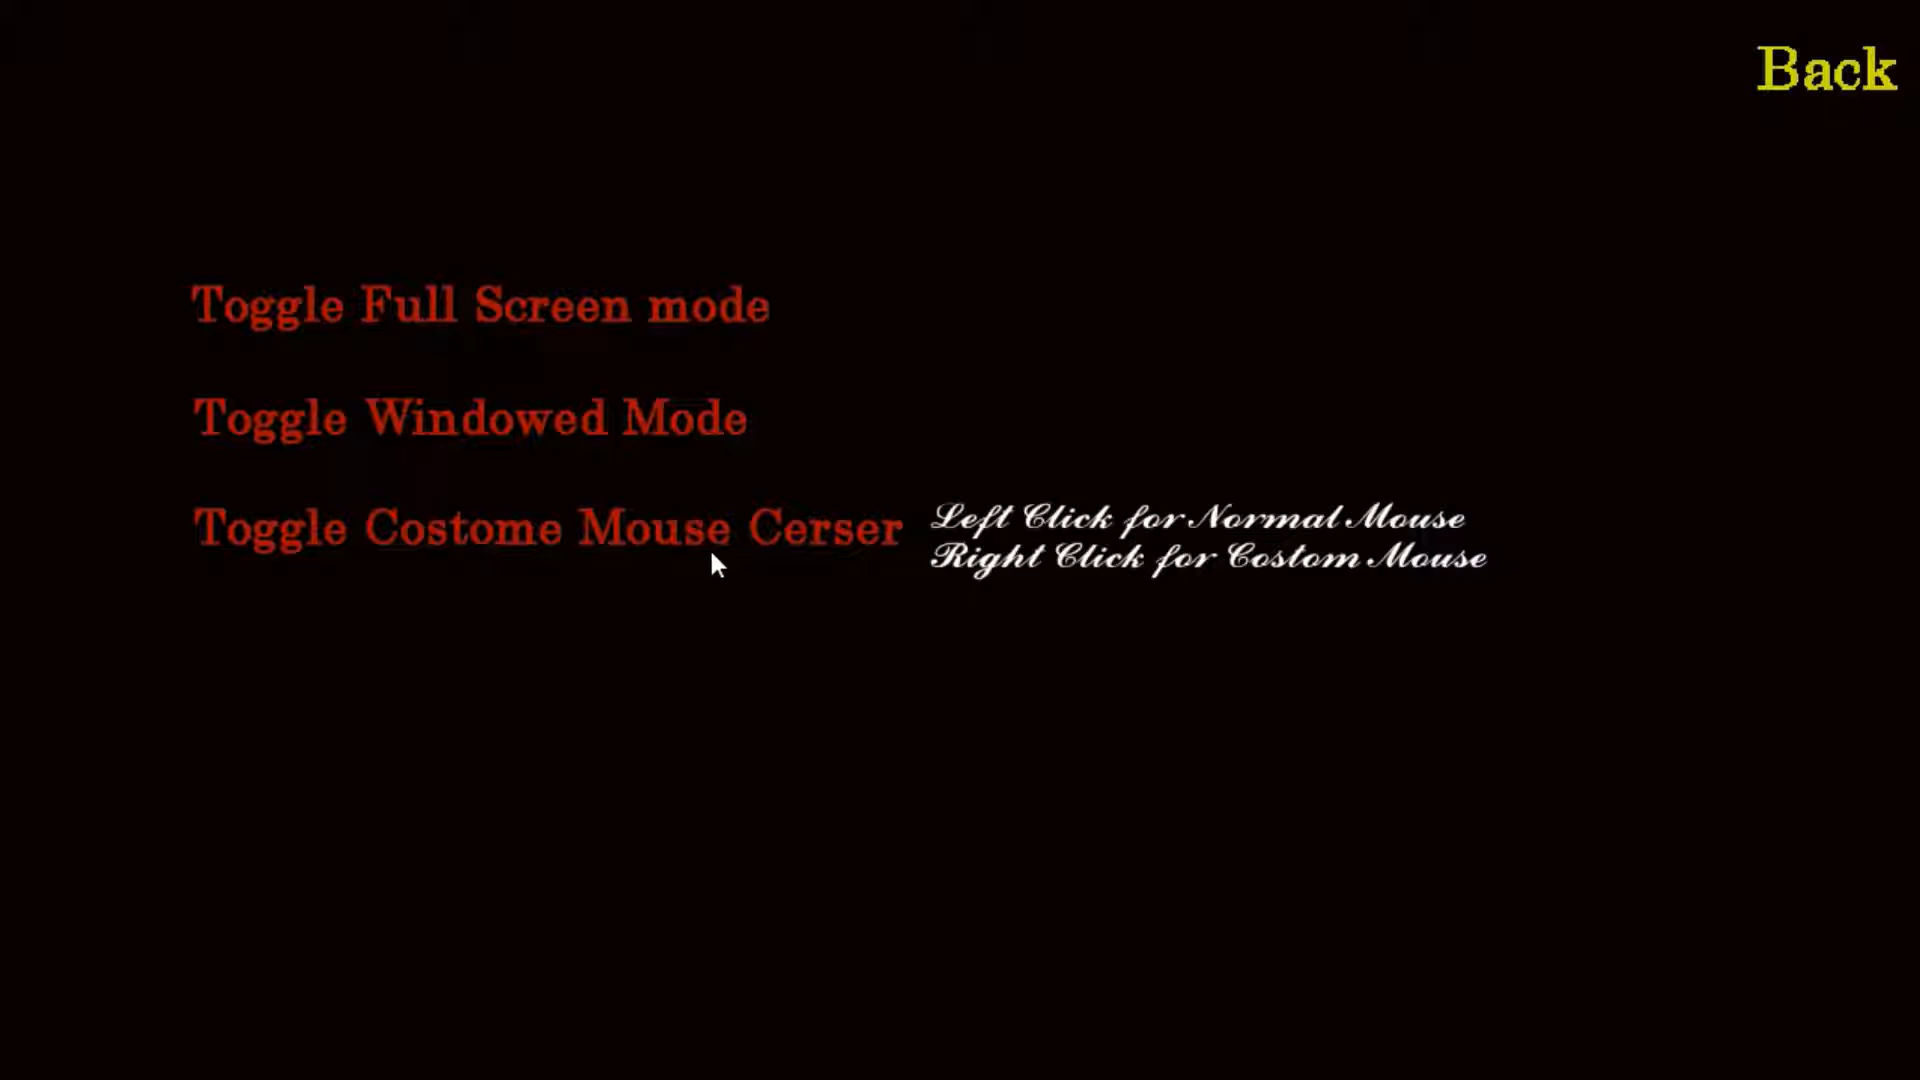 Back
Toggle Full Screen mode
Toggle Windowed Mode
Toggle Costome Mouse Cerser
Left Click for Normal Mouse
Right Click for Costom Mouse